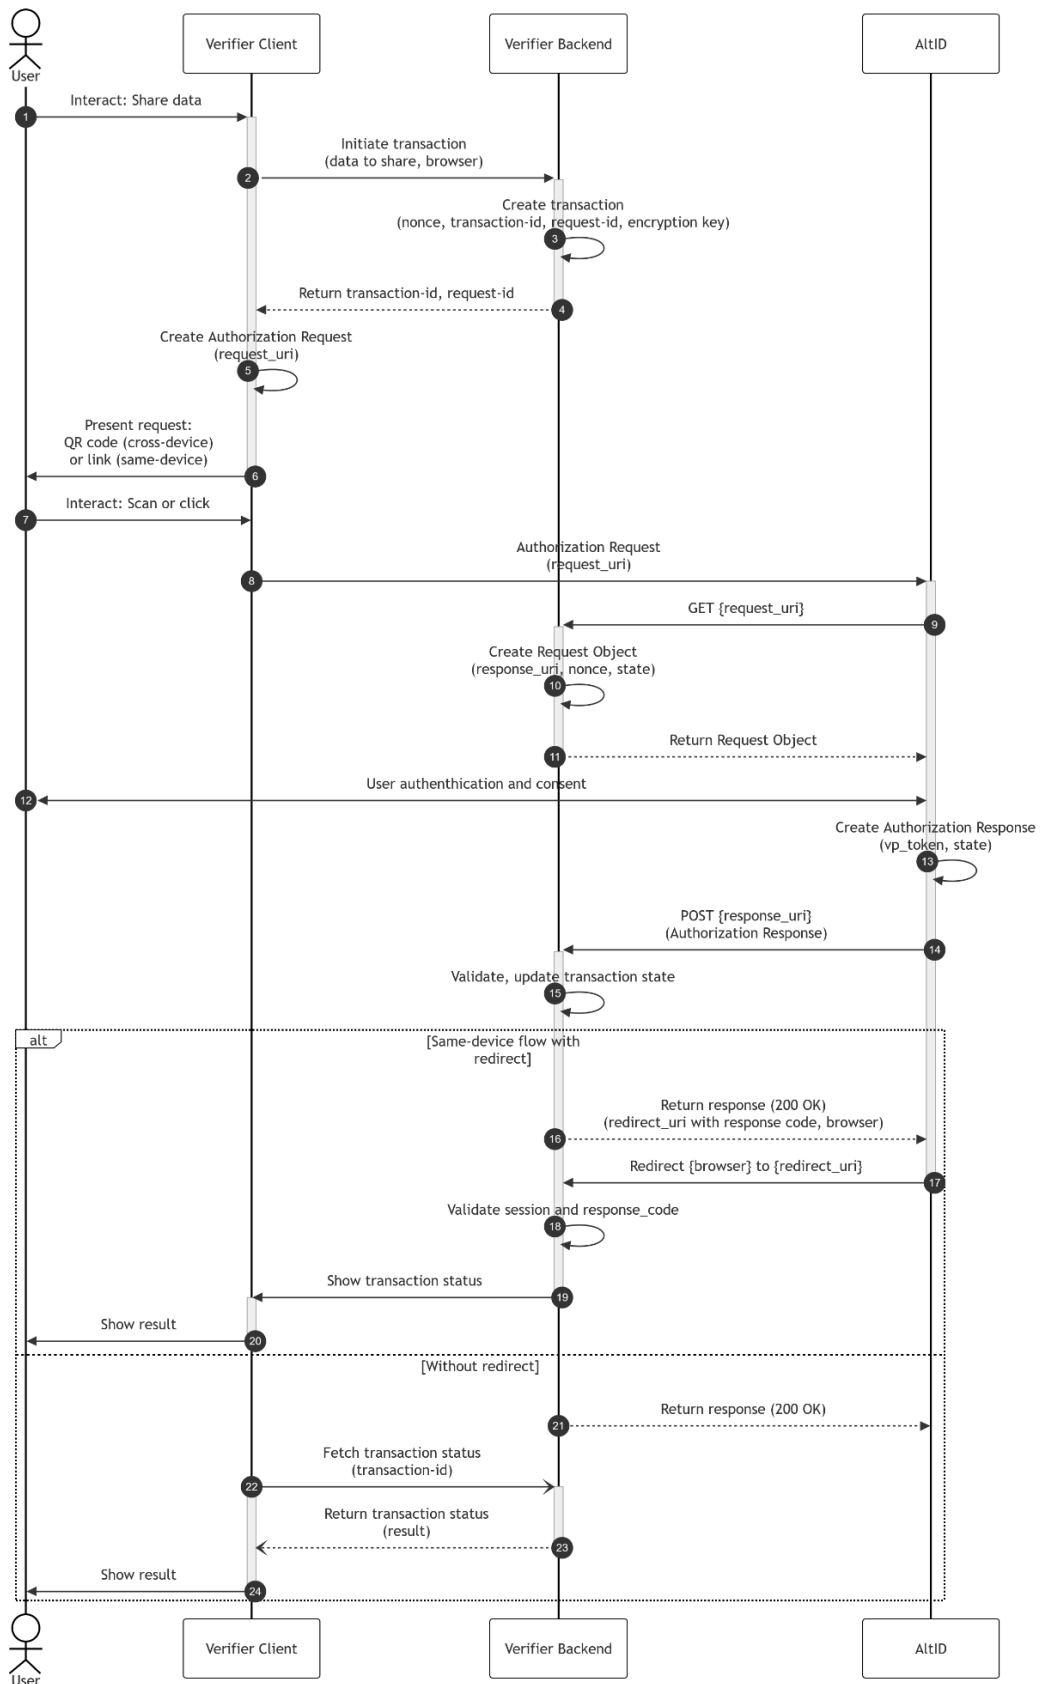 User
Verifier Client
Verifier Backend
AltID
Interact: Share data
1
Initiate transaction
(data to share, browser)
2
Create transaction
(nonce, transaction-id, request-id, encryption key)
3
Return transaction-id, request-id
4
Create Authorization Request
(request_uri)
5
Present request:
QR code (cross-device)
or link (same-device)
6
Interact: Scan or click
7
Authorization Request
(request_uri)
8
GET {request_uri}
9
Create Request Object
(response_uri, nonce, state)
10
Return Request Object
11
User authenthication and consent
12
Create Authorization Response
(vp_token, state)
13
POST {response_uri}
(Authorization Response)
14
Validate, update transaction state
15
alt
[Same-device flow with
redirect]
Return response (200 OK)
(redirect_uri with response code, browser)
16
Redirect {browser} to {redirect_uri}
17
Validate session and response_code
18
Show transaction status
19
Show result
20
[Without redirect]
Return response (200 OK)
21
Fetch transaction status
(transaction-id)
22
Return transaction status
(result)
23
Show result
24
User
Verifier Client
Verifier Backend
AltID